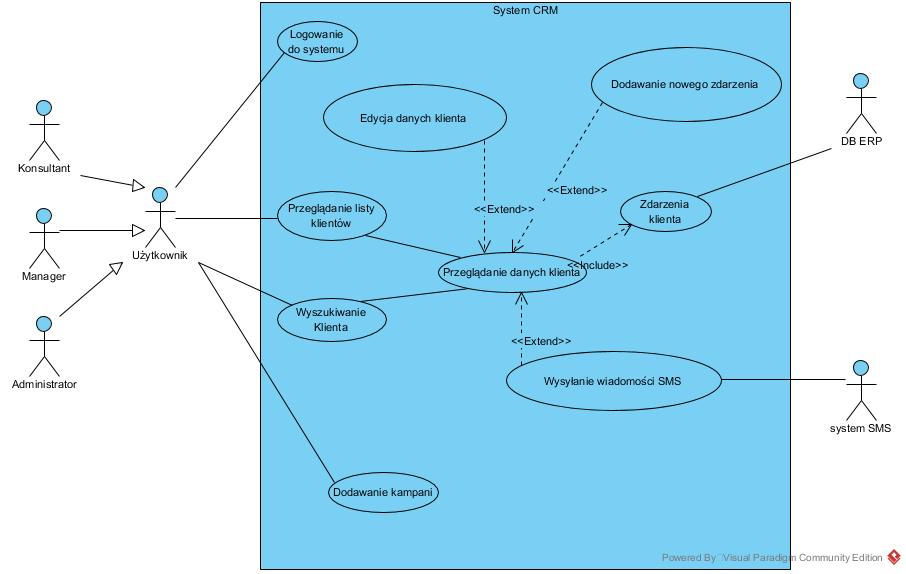 System CRM
Logowanie
do systemu
Dodawanie nowego zdarzenia
Edycja danych klienta
DB ERP
Konsultant
<<Extend>>
Przeglądanie listy
klientów
<<Extend>>
Zdarzenia
klienta
Użytkownik
Manager
Przeglądanie danych klienta
<<Include>>
Wyszukiwanie
Klienta
<<Extend>>
Administrator
Wysyłanie wiadomości SMS
system SMS
Dodawanie kampani
Powered By Visual Paradigm Community Edition